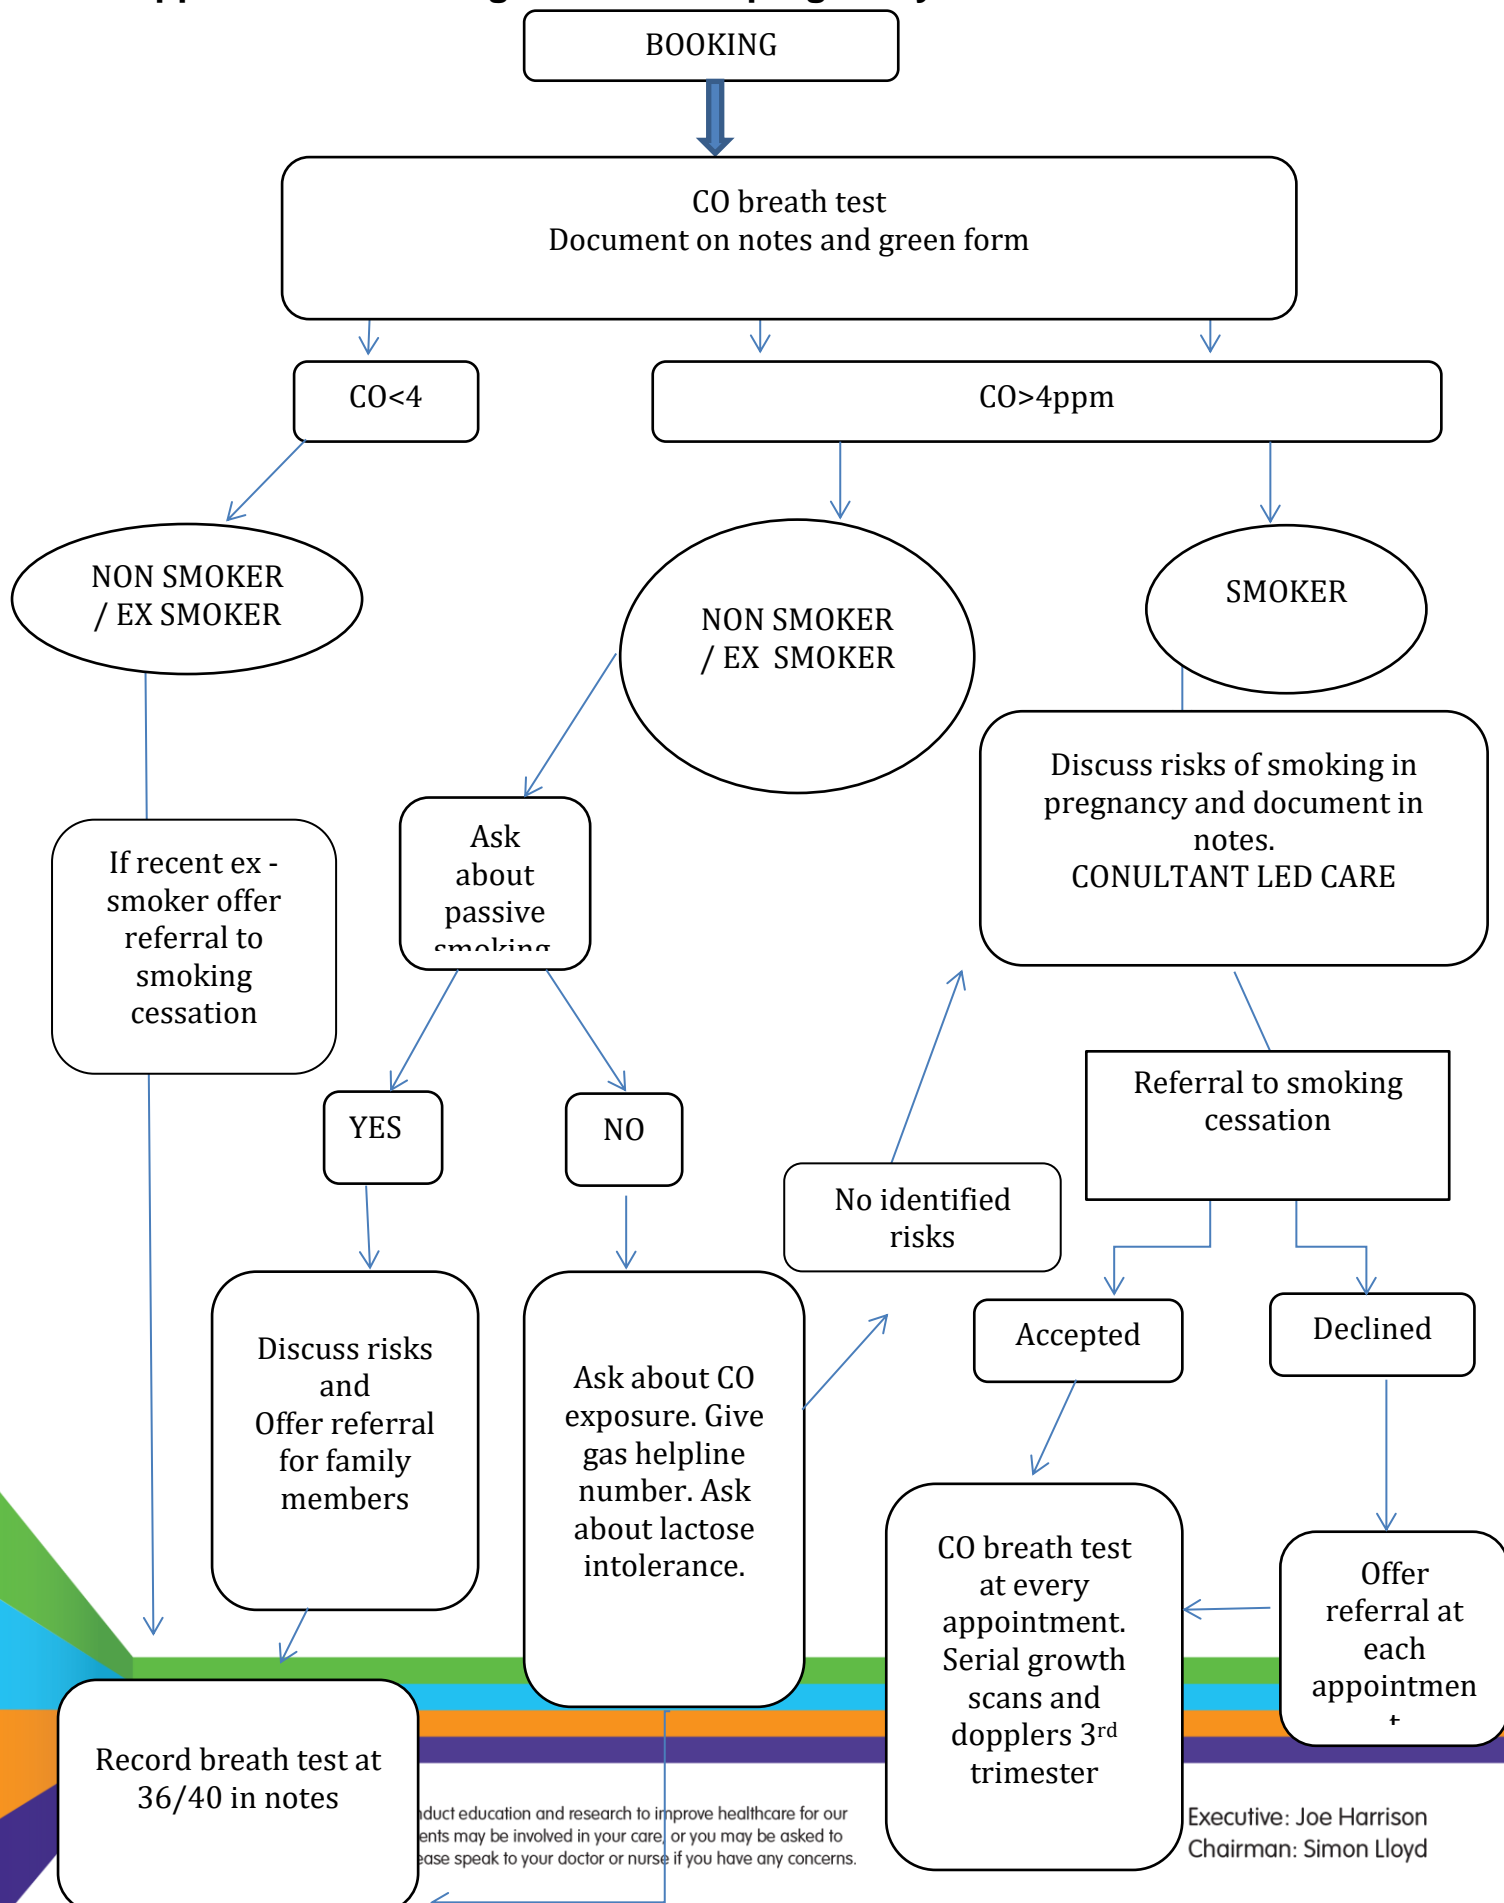 BOOKING
CO breath test
Document on notes and green form
CO<4
CO>4ppm
NON SMOKER
/ EX SMOKER
NON SMOKER
/ EX  SMOKER
SMOKER
Discuss risks of smoking in
pregnancy and document in
notes.
CONULTANT LED CARE
If recent ex -
smoker offer
referral to
smoking
cessation
Ask
about
passive
smoking
Referral to smoking
cessation
YES
NO
No identified
risks
Accepted
Declined
Discuss risks
and
Offer referral
for family
members
Ask about CO
exposure. Give
gas helpline
number. Ask
about lactose
intolerance.
CO breath test
at every
appointment.
Serial growth
scans and
dopplers 3rd
trimester
Offer
referral at
each
appointmen
t
Record breath test at
36/40 in notes
education and research to improve healthcare for our
may be involved in your care, or you may be asked to
speak to your doctor or nurse if you have any concerns.
Executive: Joe Harrison
Chairman: Simon Lloyd